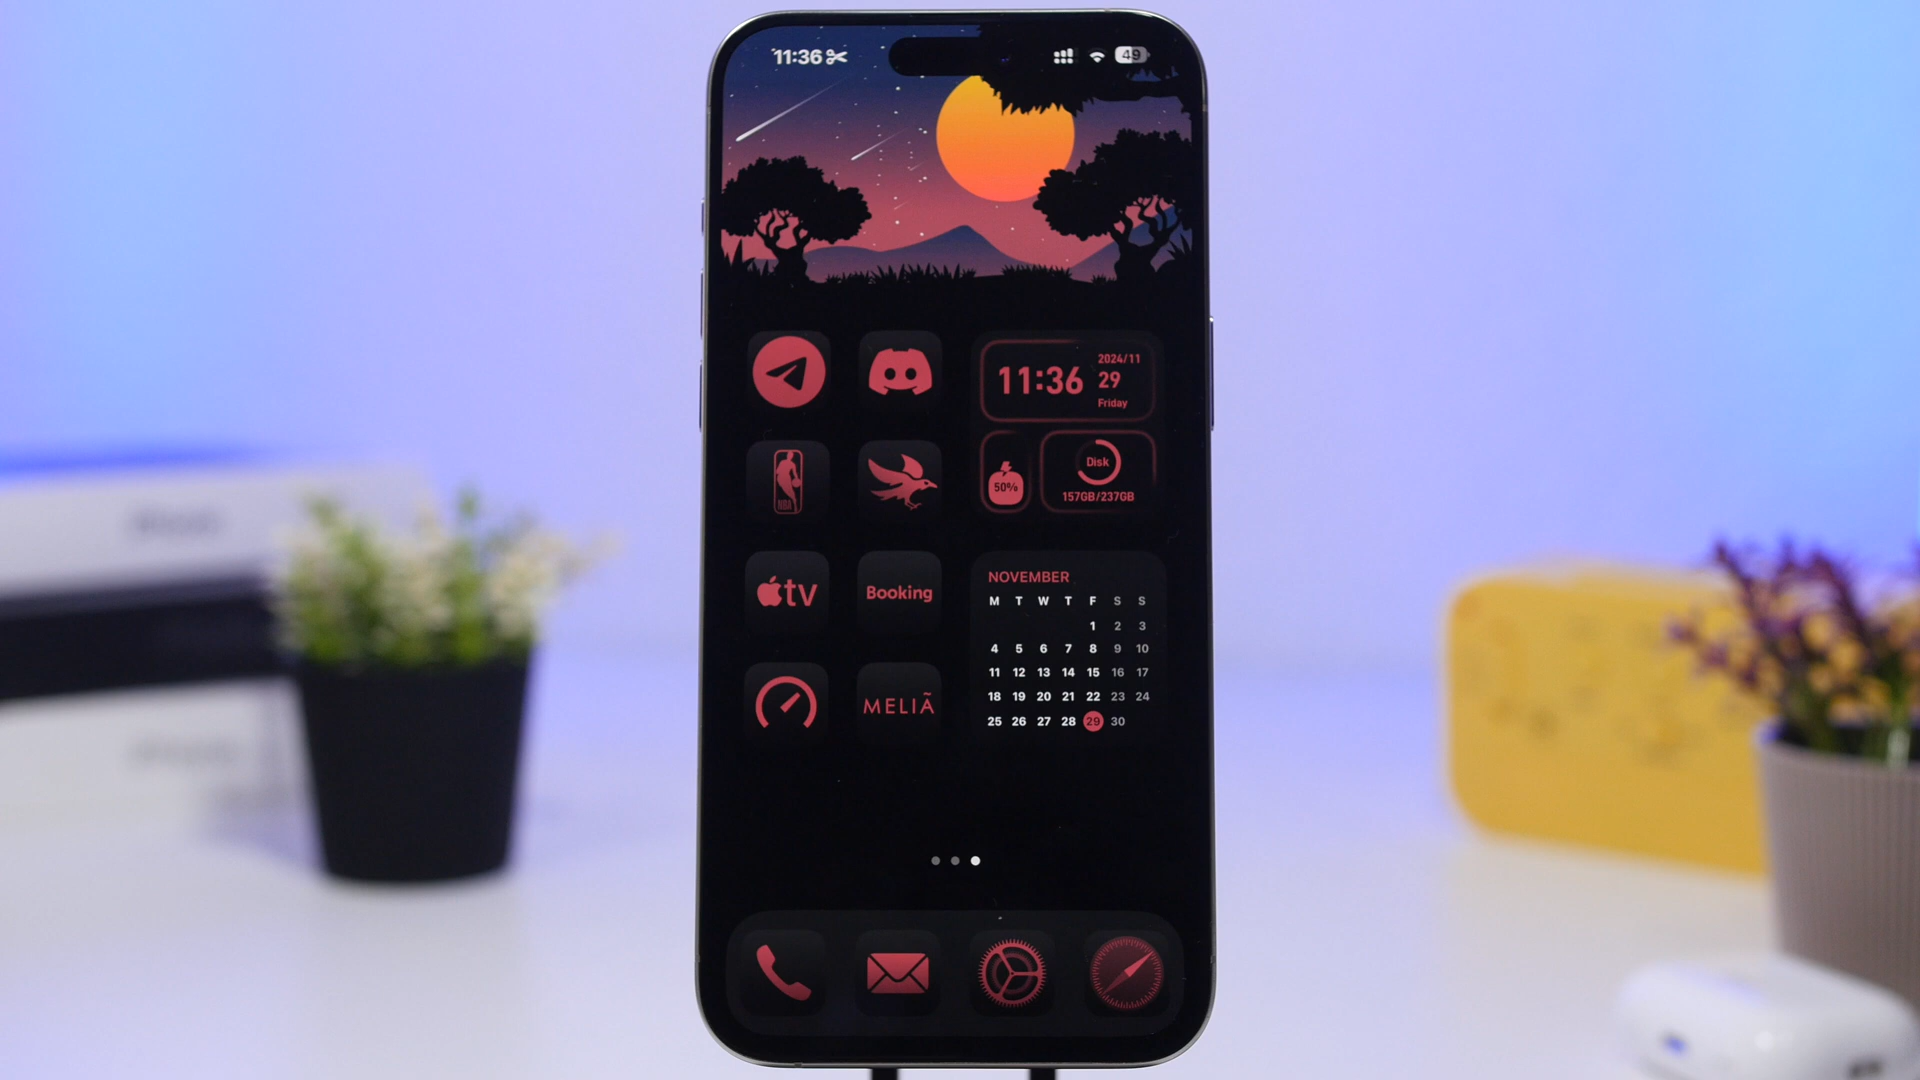 11:36
49
11:36
2024/11
29
Friday
50%
Disk
157GB/237GB
NBA
tv
Booking
MELIÃ
NOVEMBER
M T W T F S S
1 2 3
4 5 6 7 8 9 10
11 12 13 14 15 16 17
18 19 20 21 22 23 24
25 26 27 28 29 30